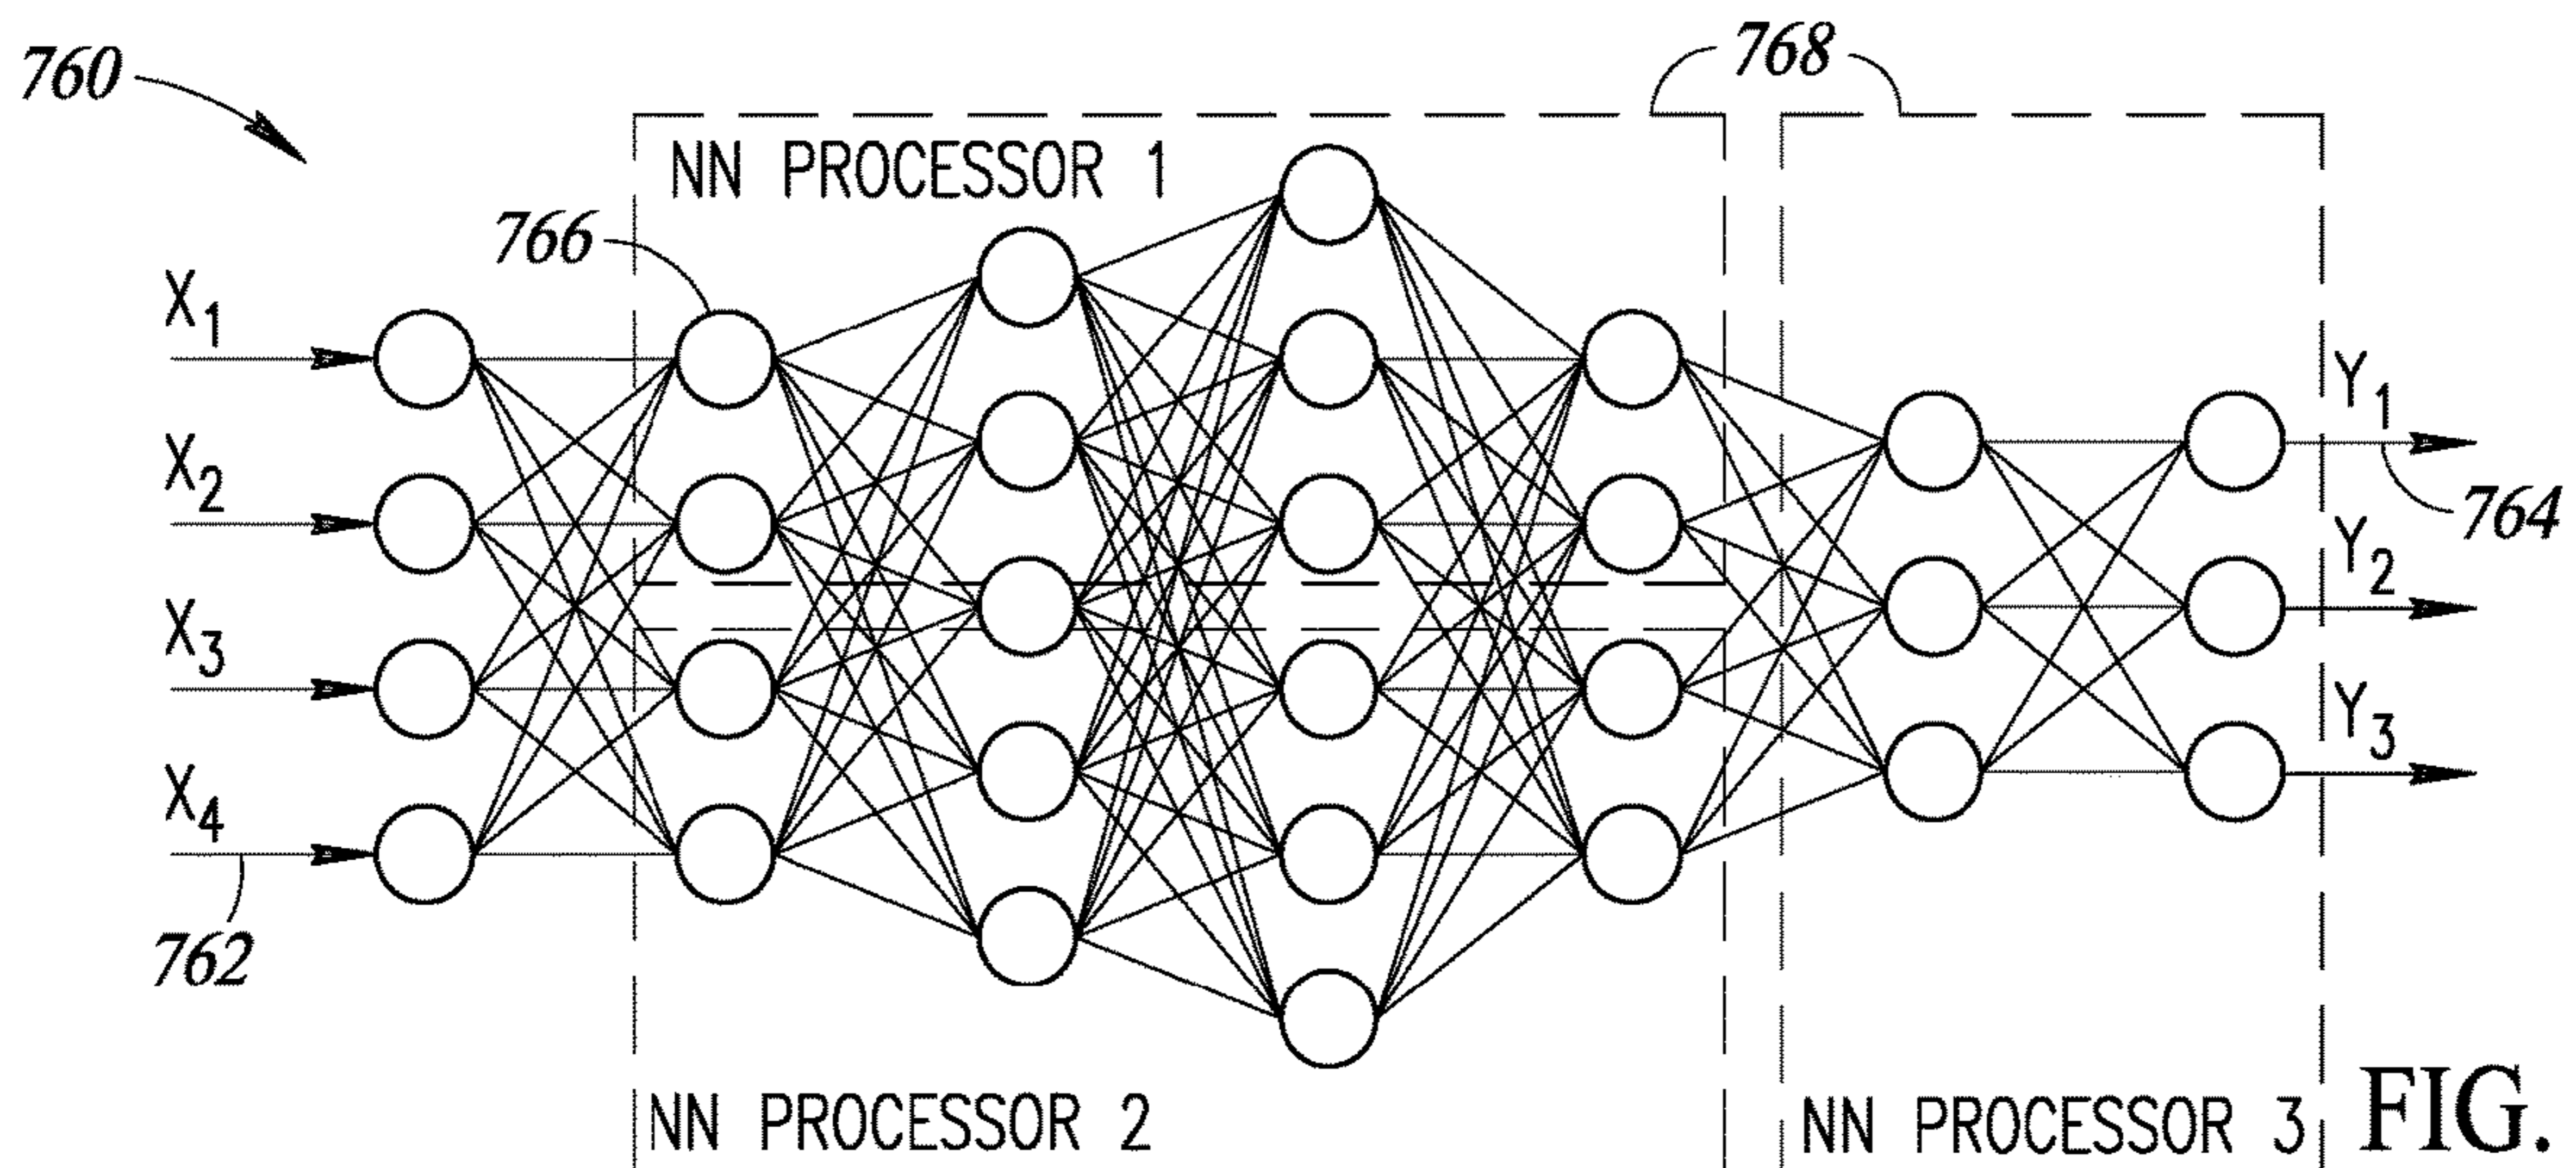 760
768
NN PROCESSOR 1
766
X1
X2
X3
X4
762
Y1
764
Y2
Y3
NN PROCESSOR 2
NN PROCESSOR 3
FIG.